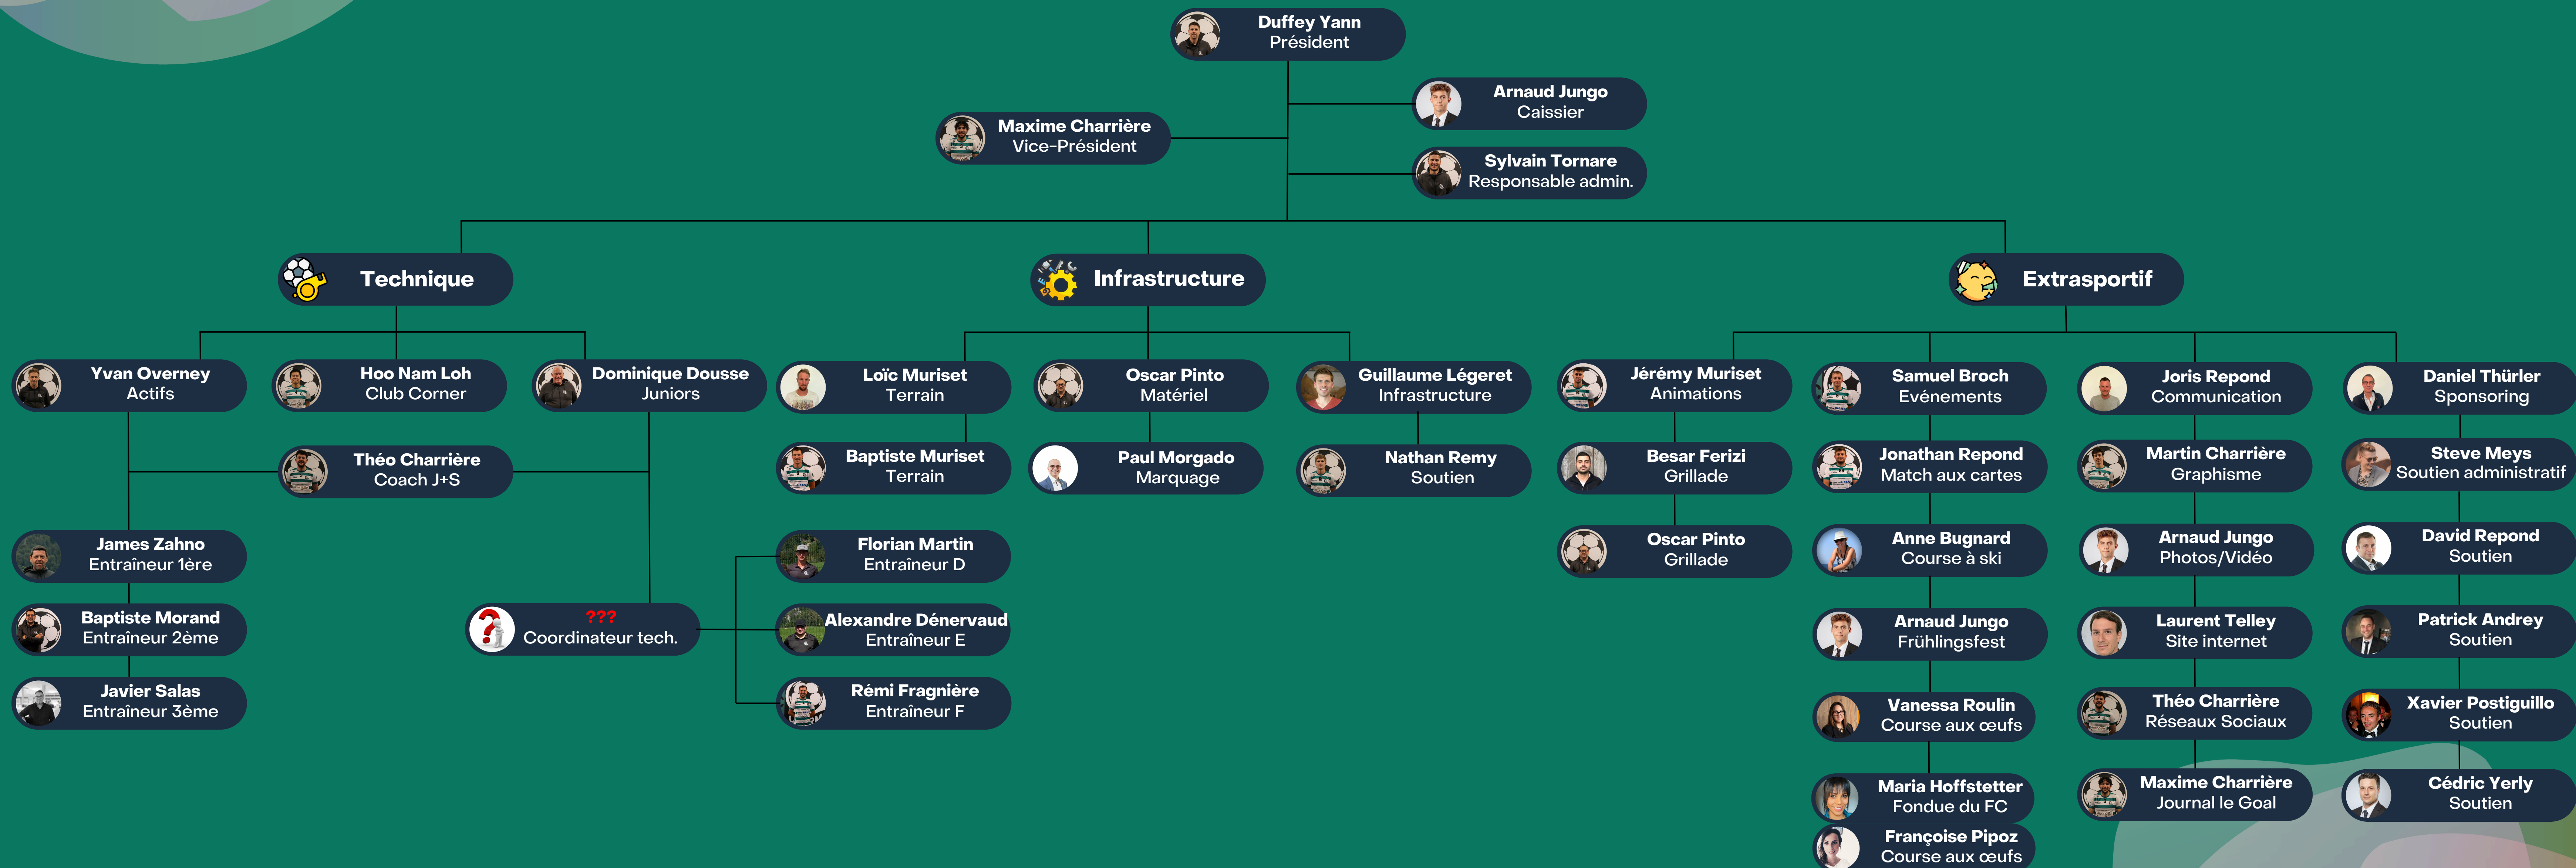 Duffey Yann
Président
Arnaud Jungo
Caissier
Maxime Charrière
Vice-Président
Sylvain Tornare
Responsable admin.
Technique
Infrastructure
Extrasportif
Yvan Overney
Actifs
Hoo Nam Loh
Club Corner
Dominique Dousse
Juniors
Théo Charrière
Coach J+S
James Zahno
Entraîneur 1ère
Baptiste Morand
Entraîneur 2ème
Javier Salas
Entraîneur 3ème
???
Coordinateur tech.
Florian Martin
Entraîneur D
Alexandre Dénervaud
Entraîneur E
Rémi Fragnière
Entraîneur F
Loïc Muriset
Terrain
Baptiste Muriset
Terrain
Oscar Pinto
Matériel
Paul Morgado
Marquage
Guillaume Légeret
Infrastructure
Nathan Remy
Soutien
Jérémy Muriset
Animations
Besar Ferizi
Grillade
Oscar Pinto
Grillade
Samuel Broch
Evénements
Jonathan Repond
Match aux cartes
Anne Bugnard
Course à ski
Arnaud Jungo
Frühlingsfest
Vanessa Roulin
Course aux œufs
Maria Hoffstetter
Fondue du FC
Françoise Pipoz
Course aux œufs
Joris Repond
Communication
Martin Charrière
Graphisme
Arnaud Jungo
Photos/Vidéo
Laurent Telley
Site internet
Théo Charrière
Réseaux Sociaux
Maxime Charrière
Journal le Goal
Daniel Thürler
Sponsoring
Steve Meys
Soutien administratif
David Repond
Soutien
Patrick Andrey
Soutien
Xavier Postiguillo
Soutien
Cédric Yerly
Soutien